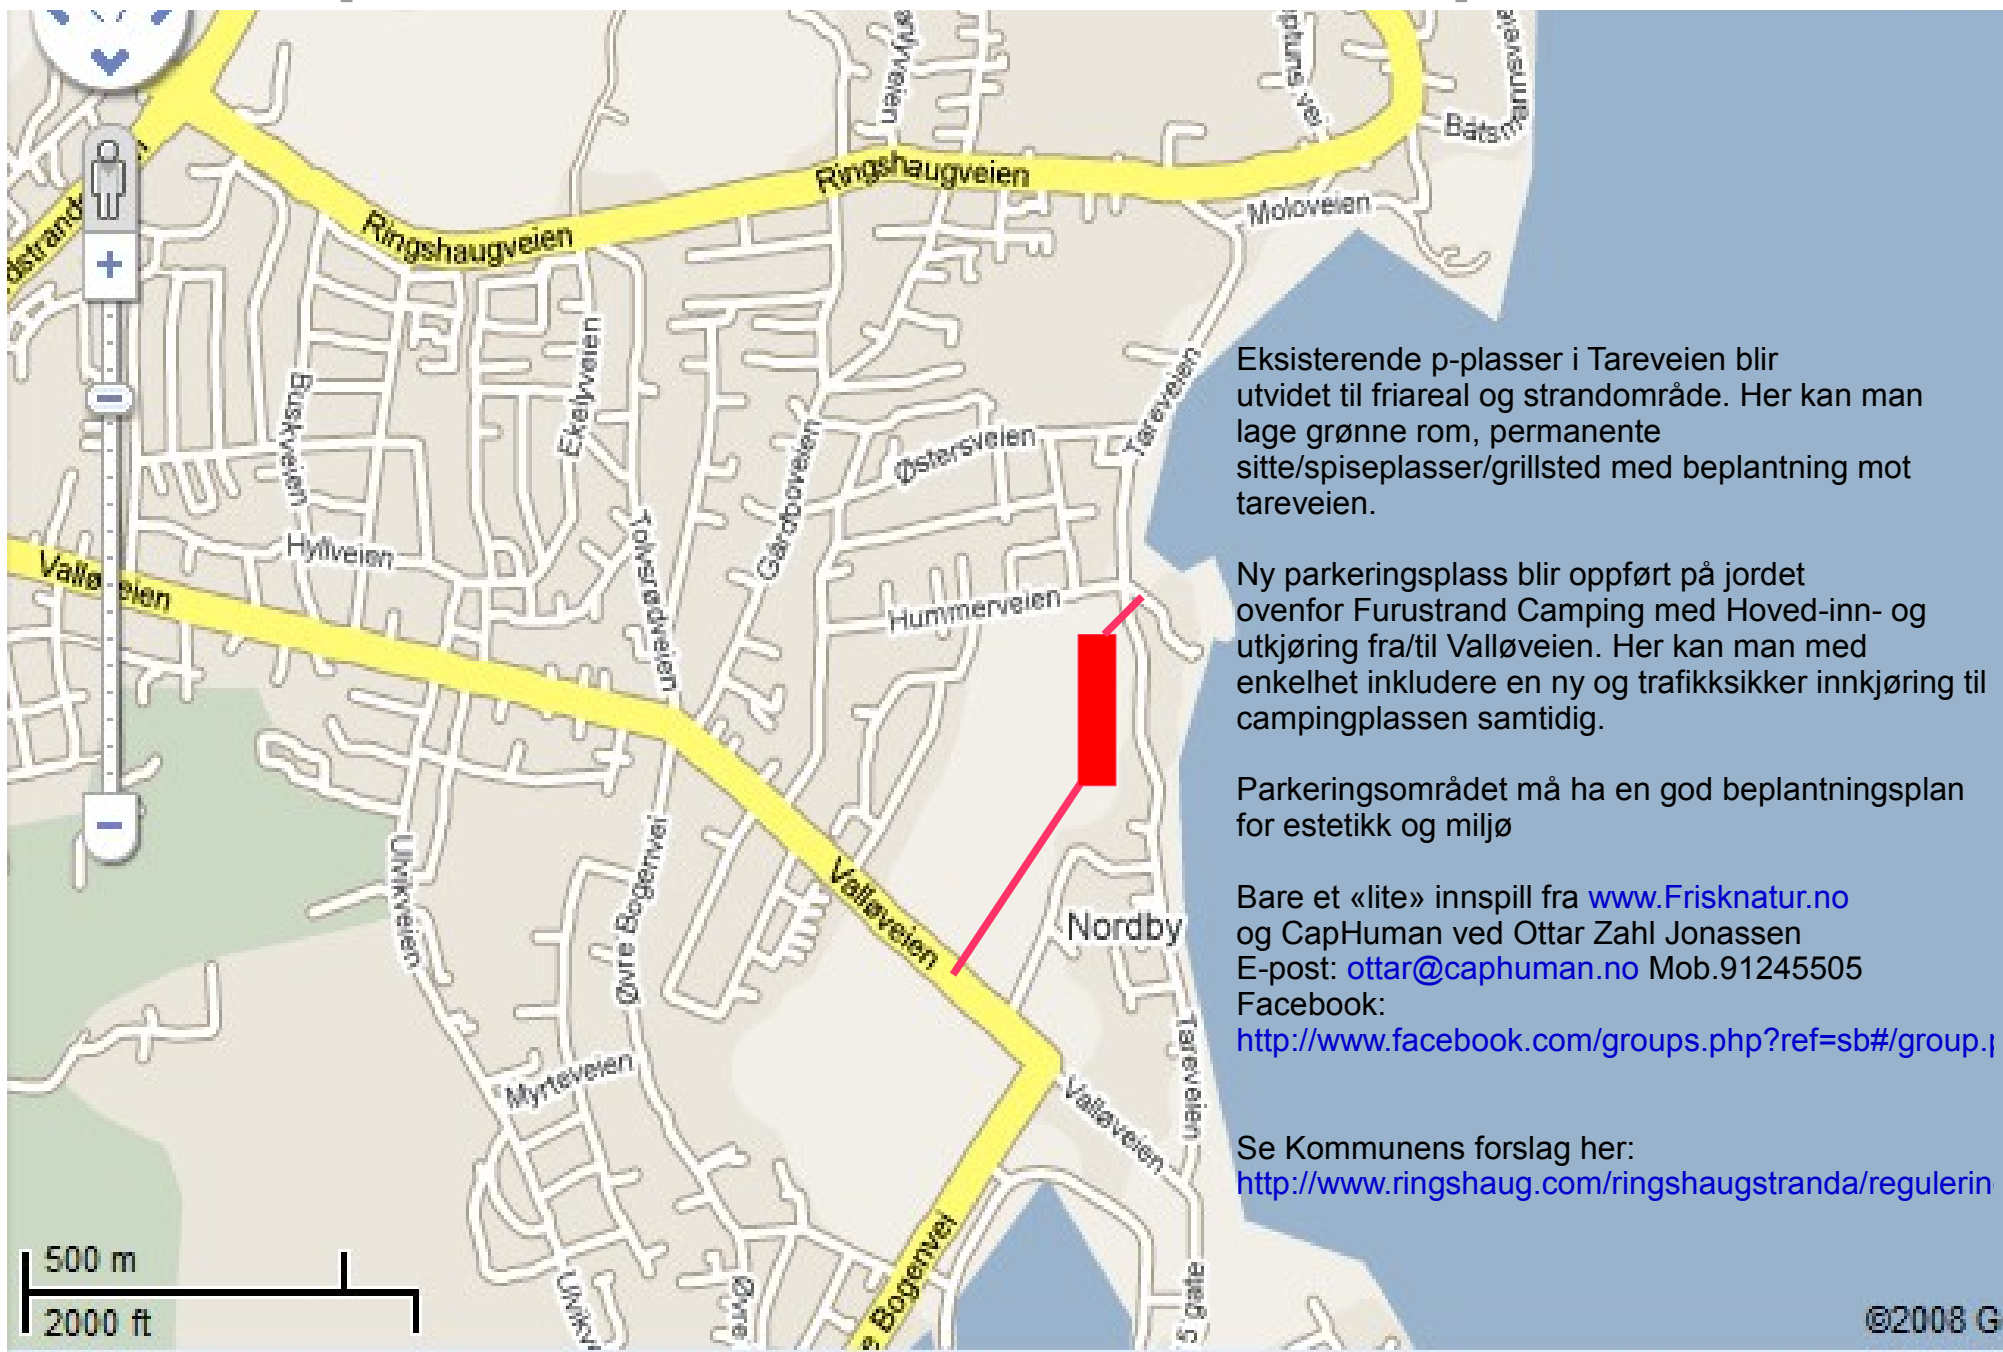 Båtsm
Ringshaugveien
Moloveien
Ringshaugveien
Eksisterende p-plasser i Tareveien blir
utvidet til friareal og strandområde. Her kan man
lage grønne rom, permanente
sitte/spiseplasser/grillsted med beplantning mot
tareveien.
Ny parkeringsplass blir oppført på jordet
ovenfor Furustrand Camping med Hoved-inn- og
utkjøring fra/til Valløveien. Her kan man med
enkelhet inkludere en ny og trafikksikker innkjøring til
campingplassen samtidig.
Parkeringsområdet må ha en god beplantningsplan
for estetikk og miljø
Bare et «lite» innspill fra www.Frisknatur.no
og CapHuman ved Ottar Zahl Jonassen
E-post: ottar@caphuman.no Mob.91245505
Facebook:
http://www.facebook.com/groups.php?ref=sb#/group.p
Se Kommunens forslag her:
http://www.ringshaug.com/ringshaugstranda/regulerin
Buskveien
Ekelyveien
Tareveien
Østersveien
Gårdboveien
Tolvsrødveien
Hyllveien
Valløveien
Hummerveien
Ulvikveien
Øvre Bogenvei
Valløveien
Nordby
Tareveien
Myrteveien
Valløveien
e Bogenvei
Ulvikv
Øvre
5 gate
500 m
2000 ft
©2008 G